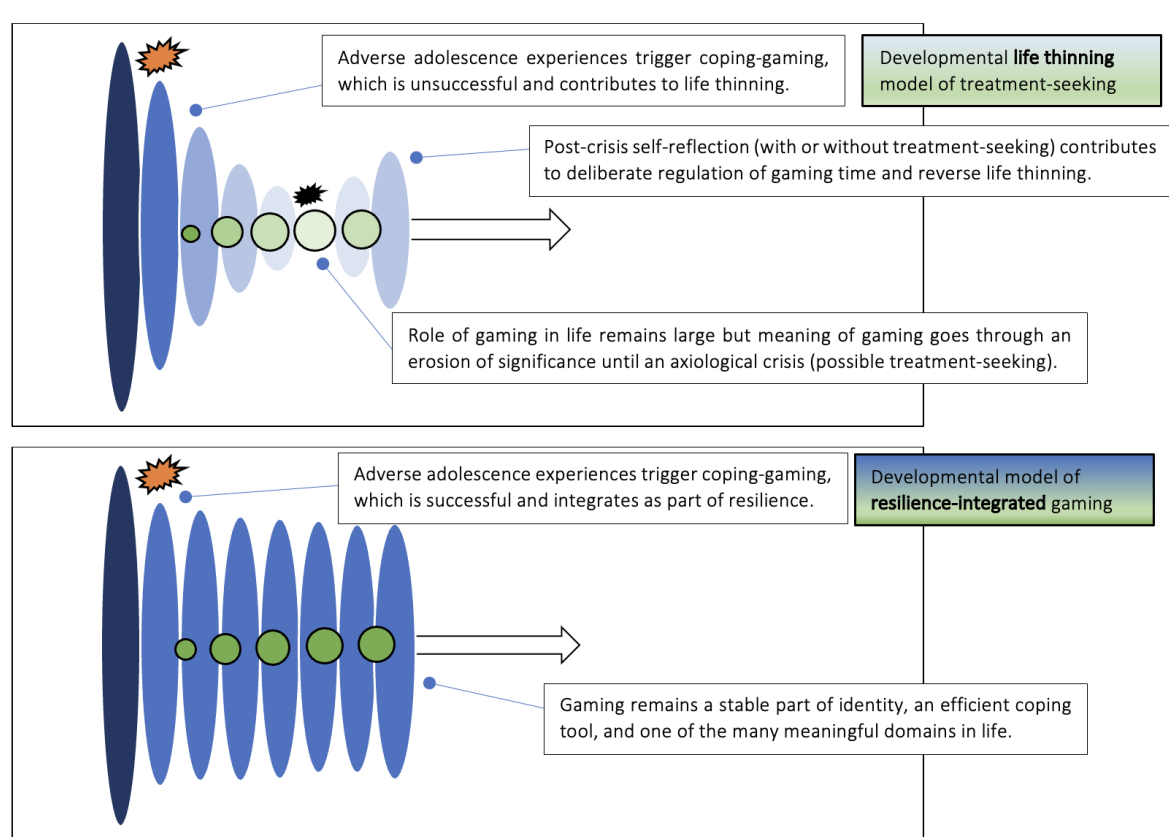 Adverse adolescence experiences trigger coping-gaming,
which is unsuccessful and contributes to life thinning.
Developmental life thinning
model of treatment-seeking
Post-crisis self-reflection (with or without treatment-seeking) contributes
to deliberate regulation of gaming time and reverse life thinning.
Role of gaming in life remains large but meaning of gaming goes through an
erosion of significance until an axiological crisis (possible treatment-seeking).
Adverse adolescence experiences trigger coping-gaming,
which is successful and integrates as part of resilience.
Developmental model of
resilience-integrated gaming
Gaming remains a stable part of identity, an efficient coping
tool, and one of the many meaningful domains in life.